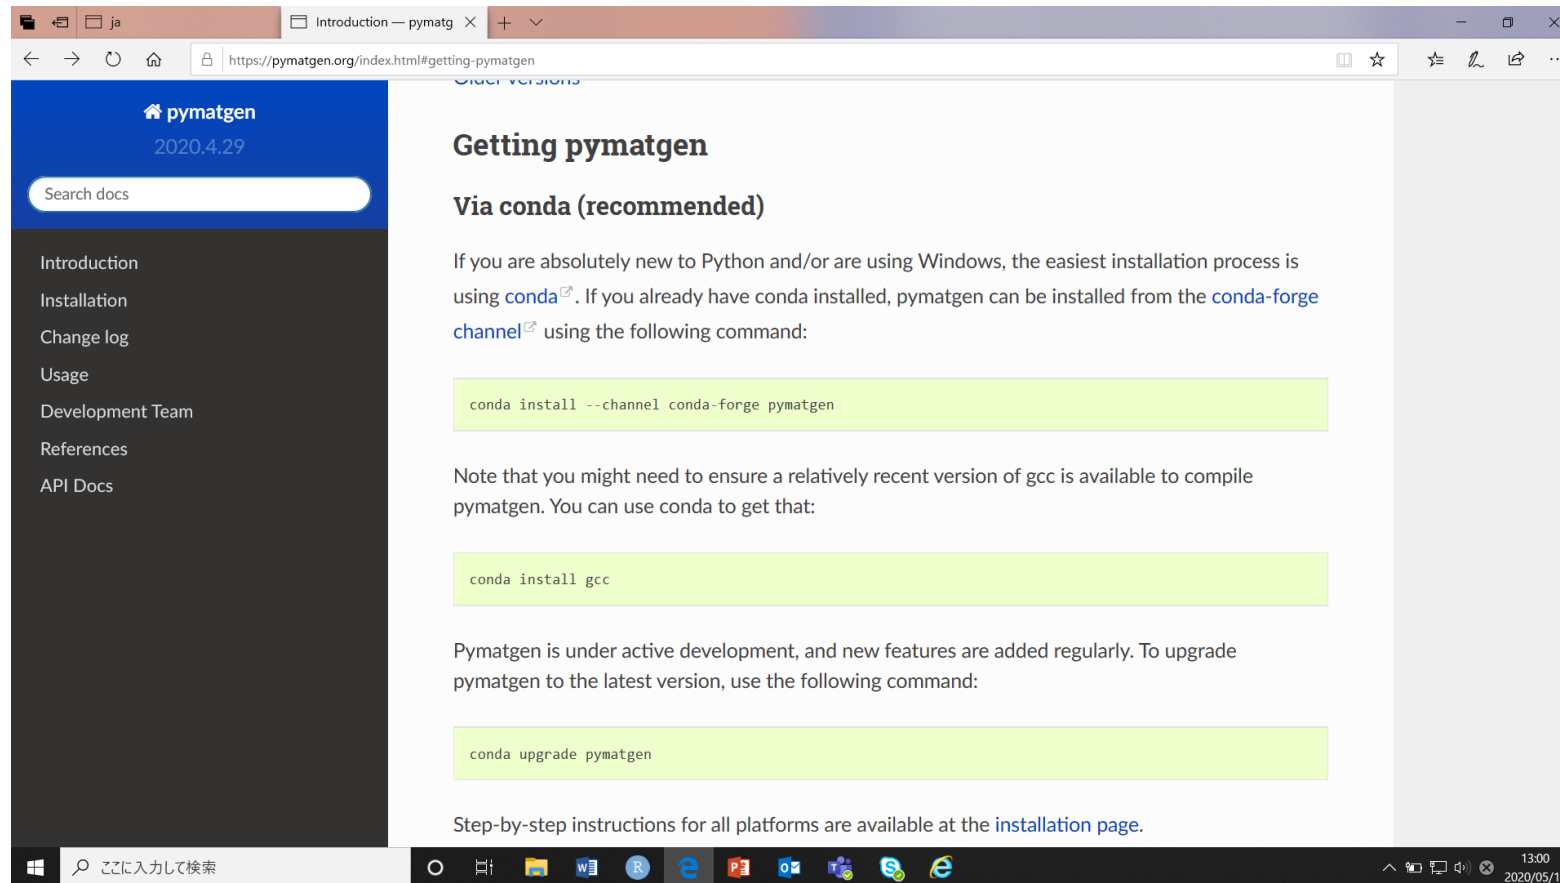 ja
Introduction — pymatg
https://pymatgen.org/index.html#getting-pymatgen
pymatgen
2020.4.29
Search docs
Introduction
Installation
Change log
Usage
Development Team
References
API Docs
Older versions
Getting pymatgen
Via conda (recommended)
If you are absolutely new to Python and/or are using Windows, the easiest installation process is
using conda. If you already have conda installed, pymatgen can be installed from the conda-forge
channel using the following command:
conda install --channel conda-forge pymatgen
Note that you might need to ensure a relatively recent version of gcc is available to compile
pymatgen. You can use conda to get that:
conda install gcc
Pymatgen is under active development, and new features are added regularly. To upgrade
pymatgen to the latest version, use the following command:
conda upgrade pymatgen
Step-by-step instructions for all platforms are available at the installation page.
ここに入力して検索
13:00
2020/05/1